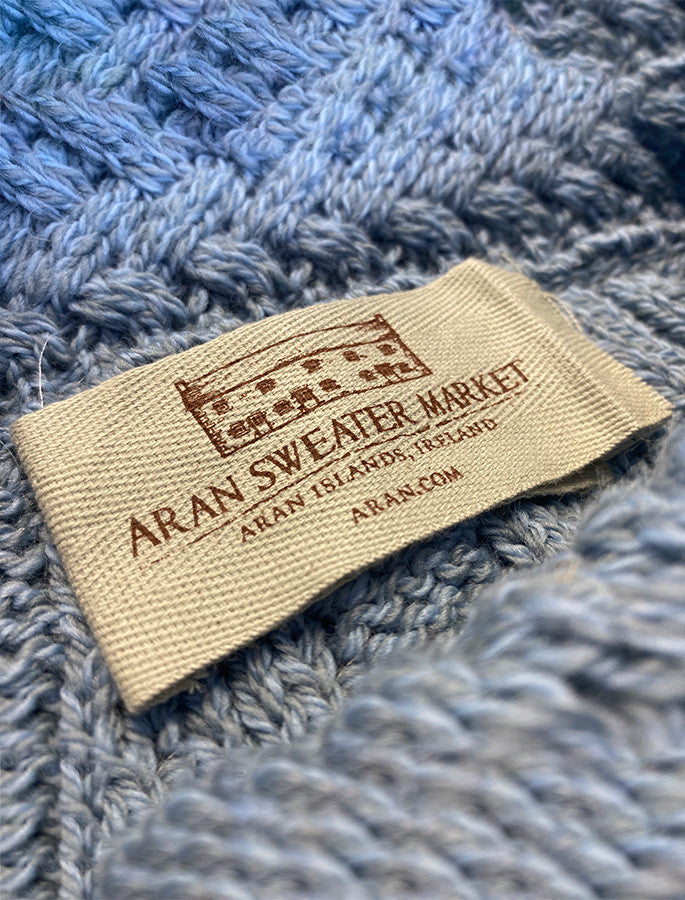 ARAN SWEATER MARKET
ARAN ISLANDS, IRELAND
ARAN.COM